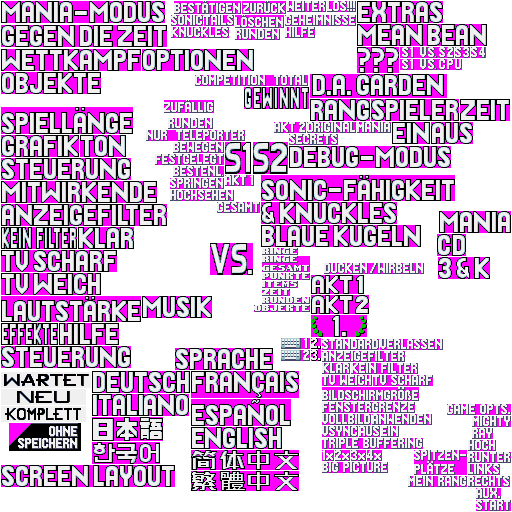 MANIA-MODUS
BESTÄTIGEN ZURÜCK WEITER LOS!!!
SONIC TAILS LÖSCHEN GEHEIMNISSE
KNUCKLES RUNDEN HILFE
EXTRAS
GEGEN DIE ZEIT
MEAN BEAN
WETTKAMPFOPTIONEN
??? S1 VS S2 S3 S4
S1 VS CPU
OBJEKTE
COMPETITION TOTAL
D.A. GARDEN
GEWINNT
ZUFÄLLIG
RANGSPIELERZEIT
SPIELLÄNGE
RUNDEN
AKT 2 ORIGINAL MANIA
EIN AUS
NUR TELEPORTER
SECRETS
GRAFIK TON
BEWEGEN
S1 S2 DEBUG-MODUS
FESTGELEGT
STEUERUNG
BESTENL
SPRINGEN AKT 1
MITWIRKENDE
HOCHSEHEN
SONIC-FÄHIGKEIT
ANZEIGEFILTER
GESAMT
& KNUCKLES
MANIA
KEIN FILTER KLAR
BLAUE KUGELN
CD
TV SCHARF
VS.
RINGE
RINGE
GESAMT
DUCKEN / WIRBELN
3 & K
PUNKTE
TV WEICH
ITEMS
AKT 1
ZEIT
LAUTSTÄRKE MUSIK
RUNDEN
AKT 2
OBJEKTE
EFFEKTE HILFE
1.
STEUERUNG
SPRACHE
12.
STANDARD VERLASSEN
23.
ANZEIGEFILTER
KLAR KEIN FILTER
WARTET
DEUTSCH FRANÇAIS
TV WEICH TV SCHARF
NEU
ITALIANO
BILDSCHIRMGRÖßE
KOMPLETT
ESPAÑOL
FENSTERGRENZE
GAME OPTS.
VOLLBILD ANWENDEN
MIGHTY
OHNE
SPEICHERN
日本語
ENGLISH
VSYNC AUS EIN
RAY
TRIPLE BUFFERING
HOCH
한국어
简体中文
1×2×3×4×
SPITZEN-
RUNTER
BIG PICTURE
PLÄTZE
LINKS
SCREEN LAYOUT
繁體中文
MEIN RANG RECHTS
AUX.
START